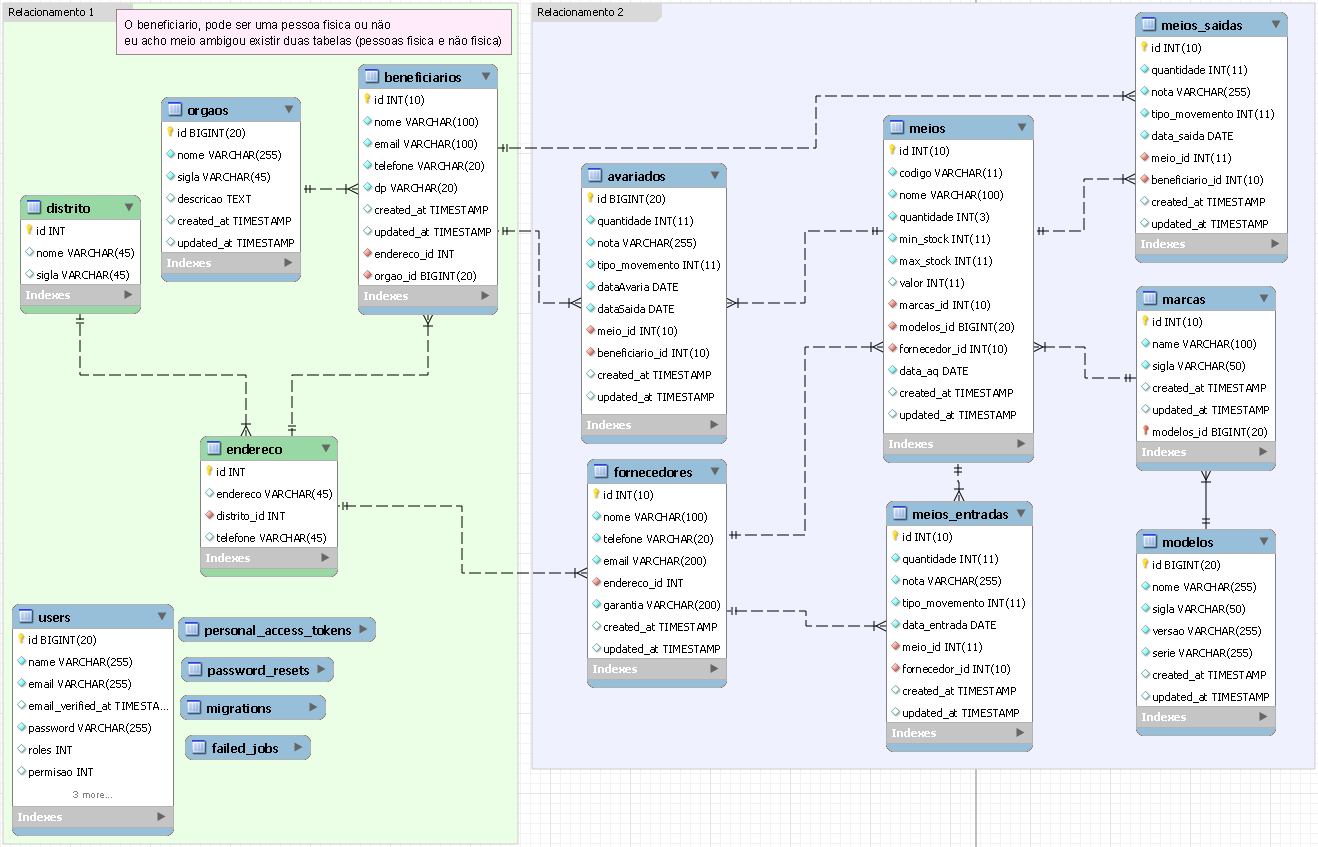 Relacionamento 1
O beneficiario, pode ser uma pessoa fisica ou não
eu acho meio ambigou existir duas tabelas (pessoas fisica e não fisica)
distrito
id INT
nome VARCHAR(45)
sigla VARCHAR(45)
Indexes
orgaos
id BIGINT(20)
nome VARCHAR(255)
sigla VARCHAR(45)
descricao TEXT
created_at TIMESTAMP
updated_at TIMESTAMP
Indexes
beneficiarios
id INT(10)
nome VARCHAR(100)
email VARCHAR(100)
telefone VARCHAR(20)
dp VARCHAR(20)
created_at TIMESTAMP
updated_at TIMESTAMP
endereco_id INT
orgao_id BIGINT(20)
Indexes
endereco
id INT
endereco VARCHAR(45)
distrito_id INT
telefone VARCHAR(45)
Indexes
users
id BIGINT(20)
name VARCHAR(255)
email VARCHAR(255)
email_verified_at TIMESTA...
password VARCHAR(255)
roles INT
permisao INT
3 more...
Indexes
personal_access_tokens
password_resets
migrations
failed_jobs
Relacionamento 2
avariados
id BIGINT(20)
quantidade INT(11)
nota VARCHAR(255)
tipo_movemento INT(11)
dataAvaria DATE
dataSaida DATE
meio_id INT(10)
beneficiario_id INT(10)
created_at TIMESTAMP
updated_at TIMESTAMP
Indexes
fornecedores
id INT(10)
nome VARCHAR(100)
telefone VARCHAR(20)
email VARCHAR(200)
endereco_id INT
garantia VARCHAR(200)
created_at TIMESTAMP
updated_at TIMESTAMP
Indexes
meios
id INT(10)
codigo VARCHAR(11)
nome VARCHAR(100)
quantidade INT(3)
min_stock INT(11)
max_stock INT(11)
valor INT(11)
marcas_id INT(10)
modelos_id BIGINT(20)
fornecedor_id INT(10)
data_aq DATE
created_at TIMESTAMP
updated_at TIMESTAMP
Indexes
meios_entradas
id INT(10)
quantidade INT(11)
nota VARCHAR(255)
tipo_movemento INT(11)
data_entrada DATE
meio_id INT(11)
fornecedor_id INT(10)
created_at TIMESTAMP
updated_at TIMESTAMP
Indexes
meios_saidas
id INT(10)
quantidade INT(11)
nota VARCHAR(255)
tipo_movemento INT(11)
data_saida DATE
meio_id INT(11)
beneficiario_id INT(10)
created_at TIMESTAMP
updated_at TIMESTAMP
Indexes
marcas
id INT(10)
name VARCHAR(100)
sigla VARCHAR(50)
created_at TIMESTAMP
updated_at TIMESTAMP
modelos_id BIGINT(20)
Indexes
modelos
id BIGINT(20)
nome VARCHAR(255)
sigla VARCHAR(50)
versao VARCHAR(255)
serie VARCHAR(255)
created_at TIMESTAMP
updated_at TIMESTAMP
Indexes